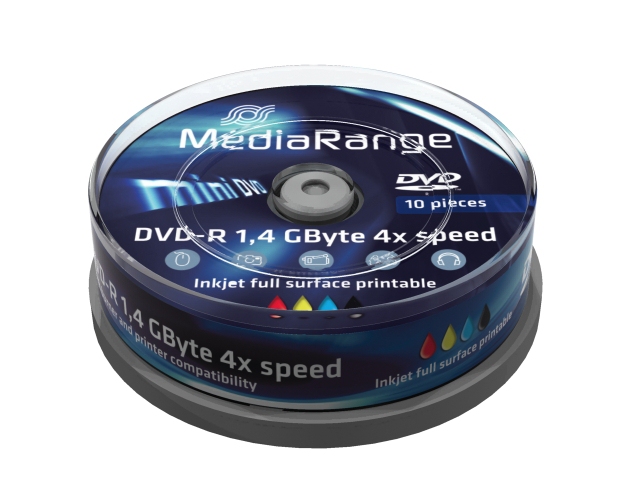 MediaRange
mini DVD
DVD
10 pieces
DVD-R 1,4 GByte 4x speed
Inkjet full surface printable
DVD-R 1,4 GByte 4x speed
and printer compatibility
Inkjet full surface printable